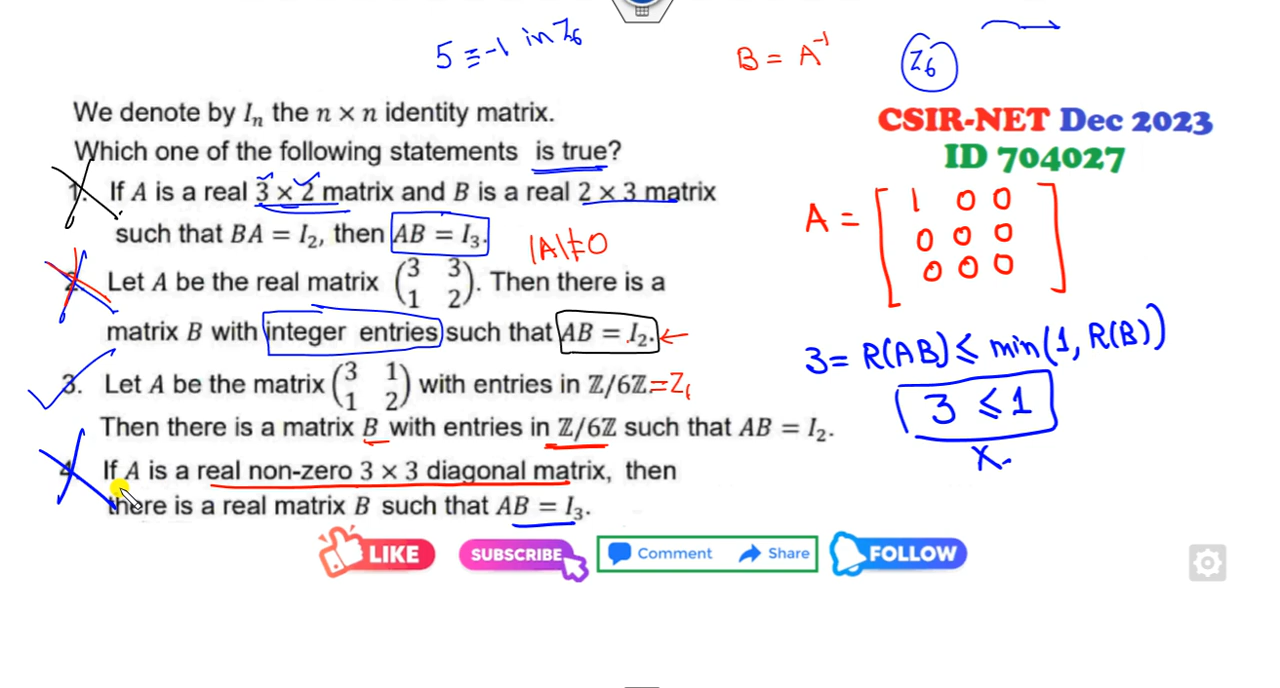 5 ≡ -1 in Z₆
B = A⁻¹
Z₆
We denote by Iₙ the n × n identity matrix.
Which one of the following statements is true?
1. If A is a real 3 × 2 matrix and B is a real 2 × 3 matrix
such that BA = I₂, then AB = I₃.
|A| ≠ 0
2. Let A be the real matrix (3 3; 1 2). Then there is a
matrix B with integer entries such that AB = I₂.
3. Let A be the matrix (3 1; 1 2) with entries in ℤ/6ℤ = Z₆
Then there is a matrix B with entries in ℤ/6ℤ such that AB = I₂.
4. If A is a real non-zero 3 × 3 diagonal matrix, then
there is a real matrix B such that AB = I₃.
CSIR-NET Dec 2023
ID 704027
A = [1 0 0
0 0 0
0 0 0]
3 = R(AB) ≤ min(1, R(B))
3 ≤ 1
X.
LIKE
SUBSCRIBE
Comment
Share
FOLLOW